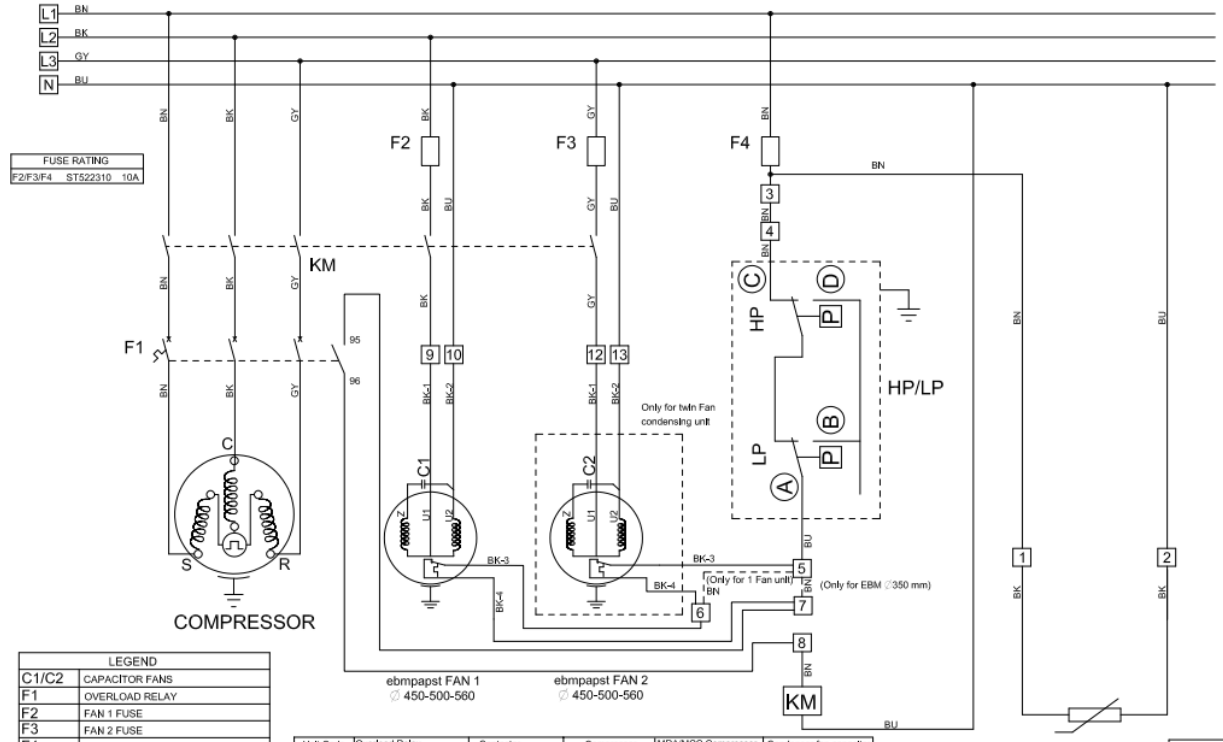 L1 BN
L2 BK
L3 GY
N BU
BN BK GY BK BU GY BU BN
FUSE RATING
F2/F3/F4 ST522310 10A
F2 F3 F4
BN
3
BN
4
BN
BK BU GY BU
KM
BN BK GY BK GY
C D
HP P
HP/LP
B
LP P
A
F1
95
96
9 10 12 13
BN BK GY BK-1 BK-2 BK-1 BK-2
Only for twin Fan
condensing unit
BN BU
C
S R
COMPRESSOR
C1
Z U1 U2
C2
Z U1 U2
BU
BK-3 BK-3 5
BK-4 BK-4
(Only for 1 Fan unit)
BN
BN
(Only for EBM ∅350 mm)
6 7
8
BN
KM
BU
1 2
BK BK
ebmpapst FAN 1
∅ 450-500-560
ebmpapst FAN 2
∅ 450-500-560
LEGEND
C1/C2 CAPACITOR FANS
F1 OVERLOAD RELAY
F2 FAN 1 FUSE
F3 FAN 2 FUSE